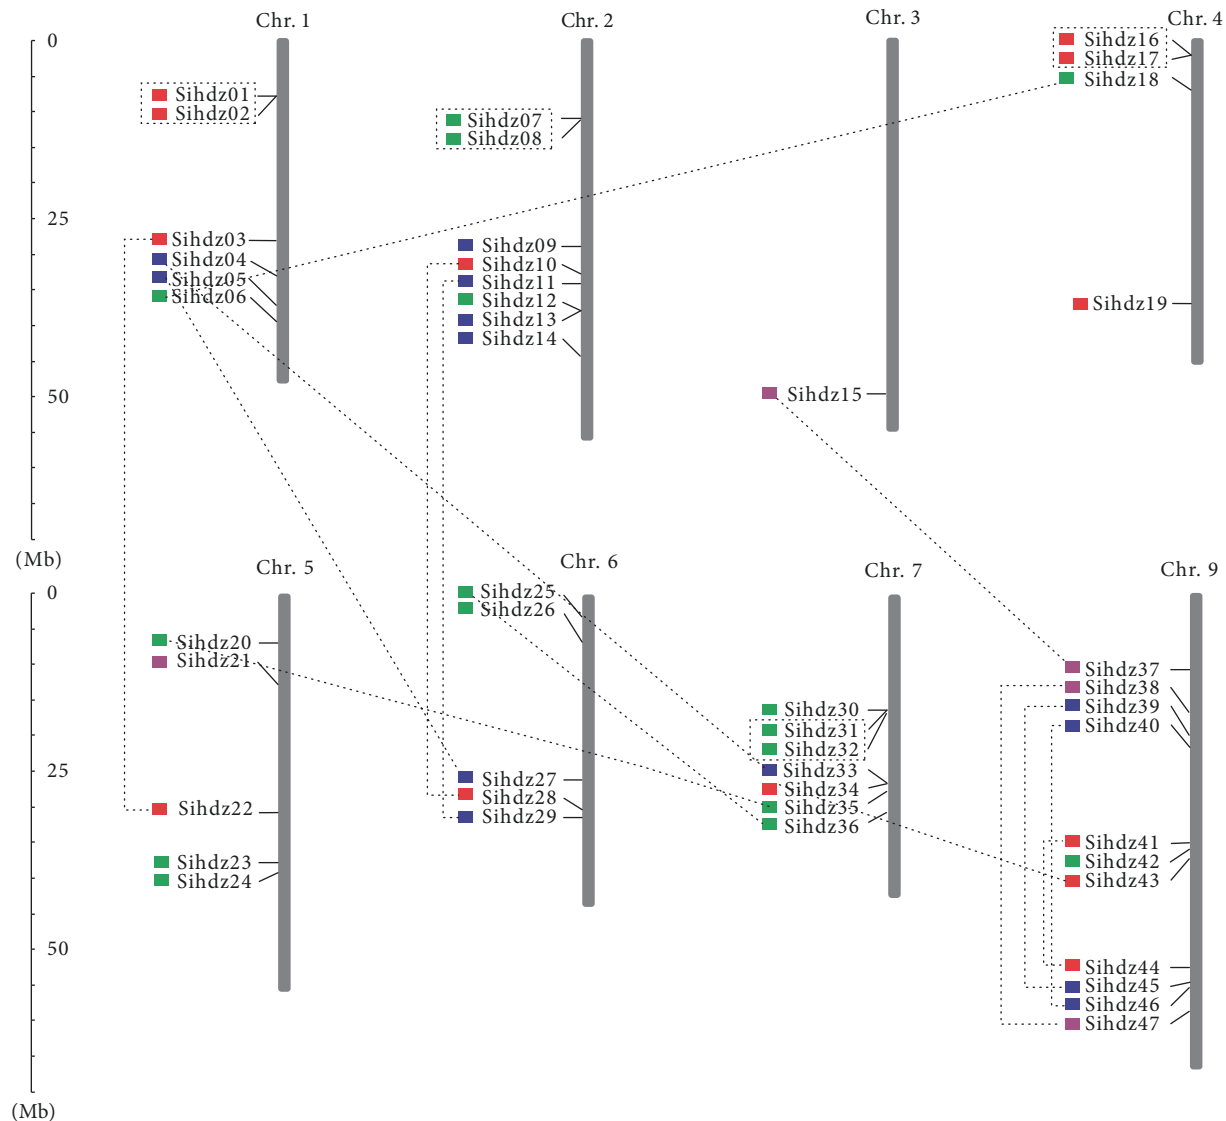 Chr. 1
Chr. 2
Chr. 3
Chr. 4
0
25
50
(Mb)
Sihdz01
Sihdz02
Sihdz03
Sihdz04
Sihdz05
Sihdz06
Sihdz07
Sihdz08
Sihdz09
Sihdz10
Sihdz11
Sihdz12
Sihdz13
Sihdz14
Sihdz15
Sihdz16
Sihdz17
Sihdz18
Sihdz19
Chr. 5
Chr. 6
Chr. 7
Chr. 9
0
25
50
(Mb)
Sihdz20
Sihdz21
Sihdz22
Sihdz23
Sihdz24
Sihdz25
Sihdz26
Sihdz27
Sihdz28
Sihdz29
Sihdz30
Sihdz31
Sihdz32
Sihdz33
Sihdz34
Sihdz35
Sihdz36
Sihdz37
Sihdz38
Sihdz39
Sihdz40
Sihdz41
Sihdz42
Sihdz43
Sihdz44
Sihdz45
Sihdz46
Sihdz47